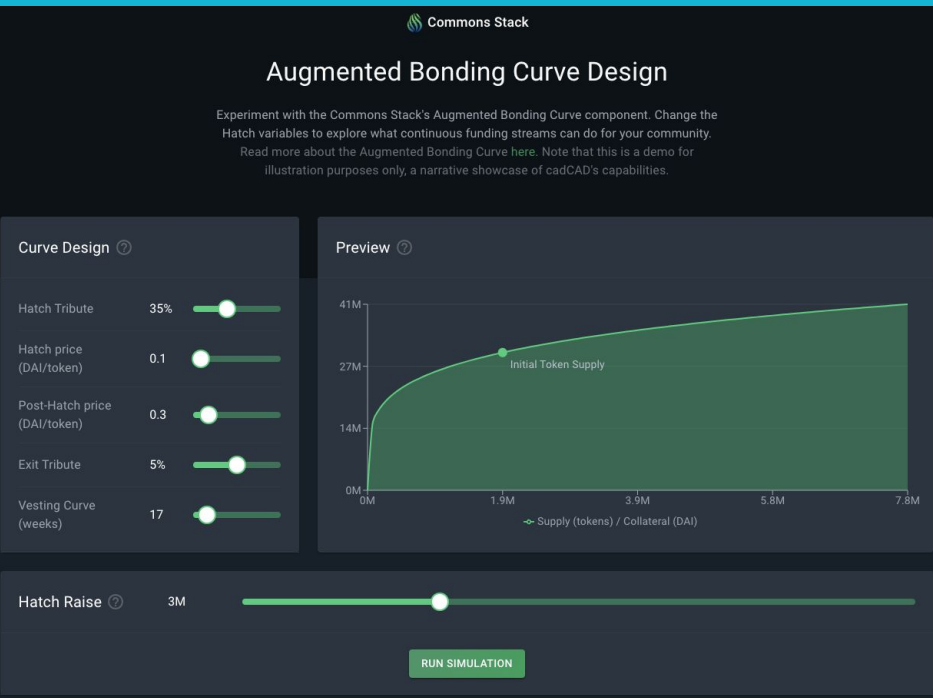 Commons Stack
Augmented Bonding Curve Design
Experiment with the Commons Stack's Augmented Bonding Curve component. Change the
Hatch variables to explore what continuous funding streams can do for your community.
Read more about the Augmented Bonding Curve here. Note that this is a demo for
illustration purposes only, a narrative showcase of cadCAD's capabilities.
Curve Design ?
Hatch Tribute 35%
Hatch price
(DAI/token) 0.1
Post-Hatch price
(DAI/token) 0.3
Exit Tribute 5%
Vesting Curve
(weeks) 17
Preview ?
41M
27M
14M
0M
Initial Token Supply
0M 1.9M 3.9M 5.8M 7.8M
Supply (tokens) / Collateral (DAI)
Hatch Raise ? 3M
RUN SIMULATION